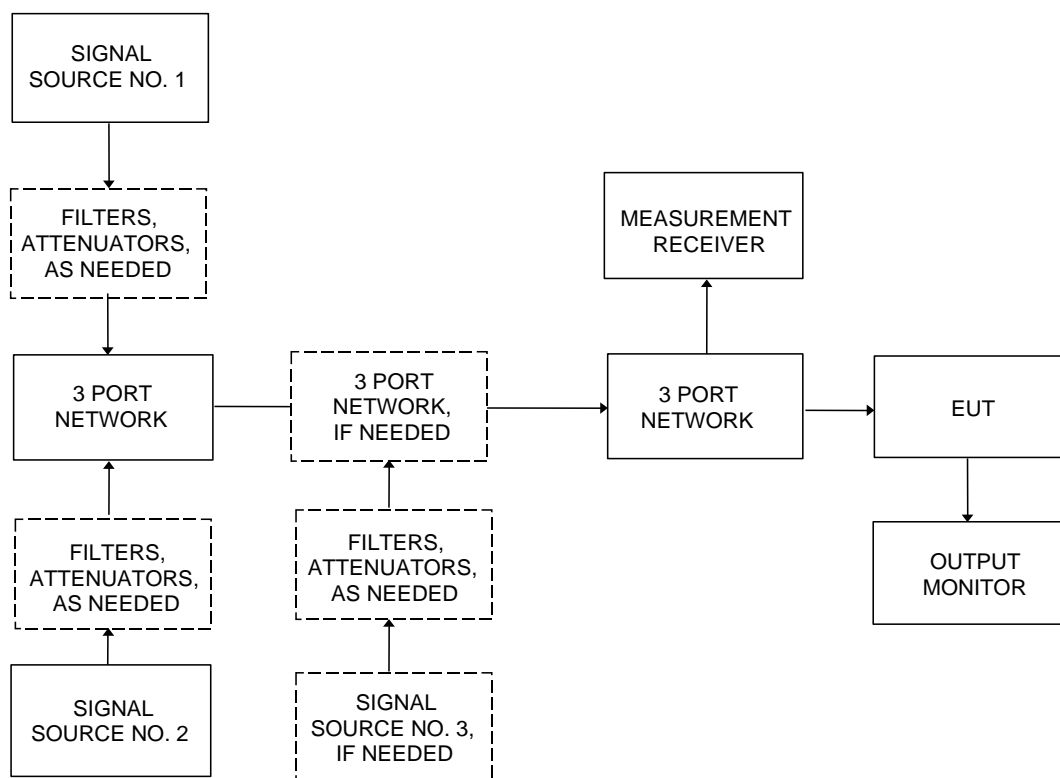 SIGNAL
SOURCE NO. 1
FILTERS,
ATTENUATORS,
AS NEEDED
MEASUREMENT
RECEIVER
3 PORT
NETWORK
3 PORT
NETWORK,
IF NEEDED
3 PORT
NETWORK
EUT
FILTERS,
ATTENUATORS,
AS NEEDED
FILTERS,
ATTENUATORS,
AS NEEDED
OUTPUT
MONITOR
SIGNAL
SOURCE NO. 2
SIGNAL
SOURCE NO. 3,
IF NEEDED